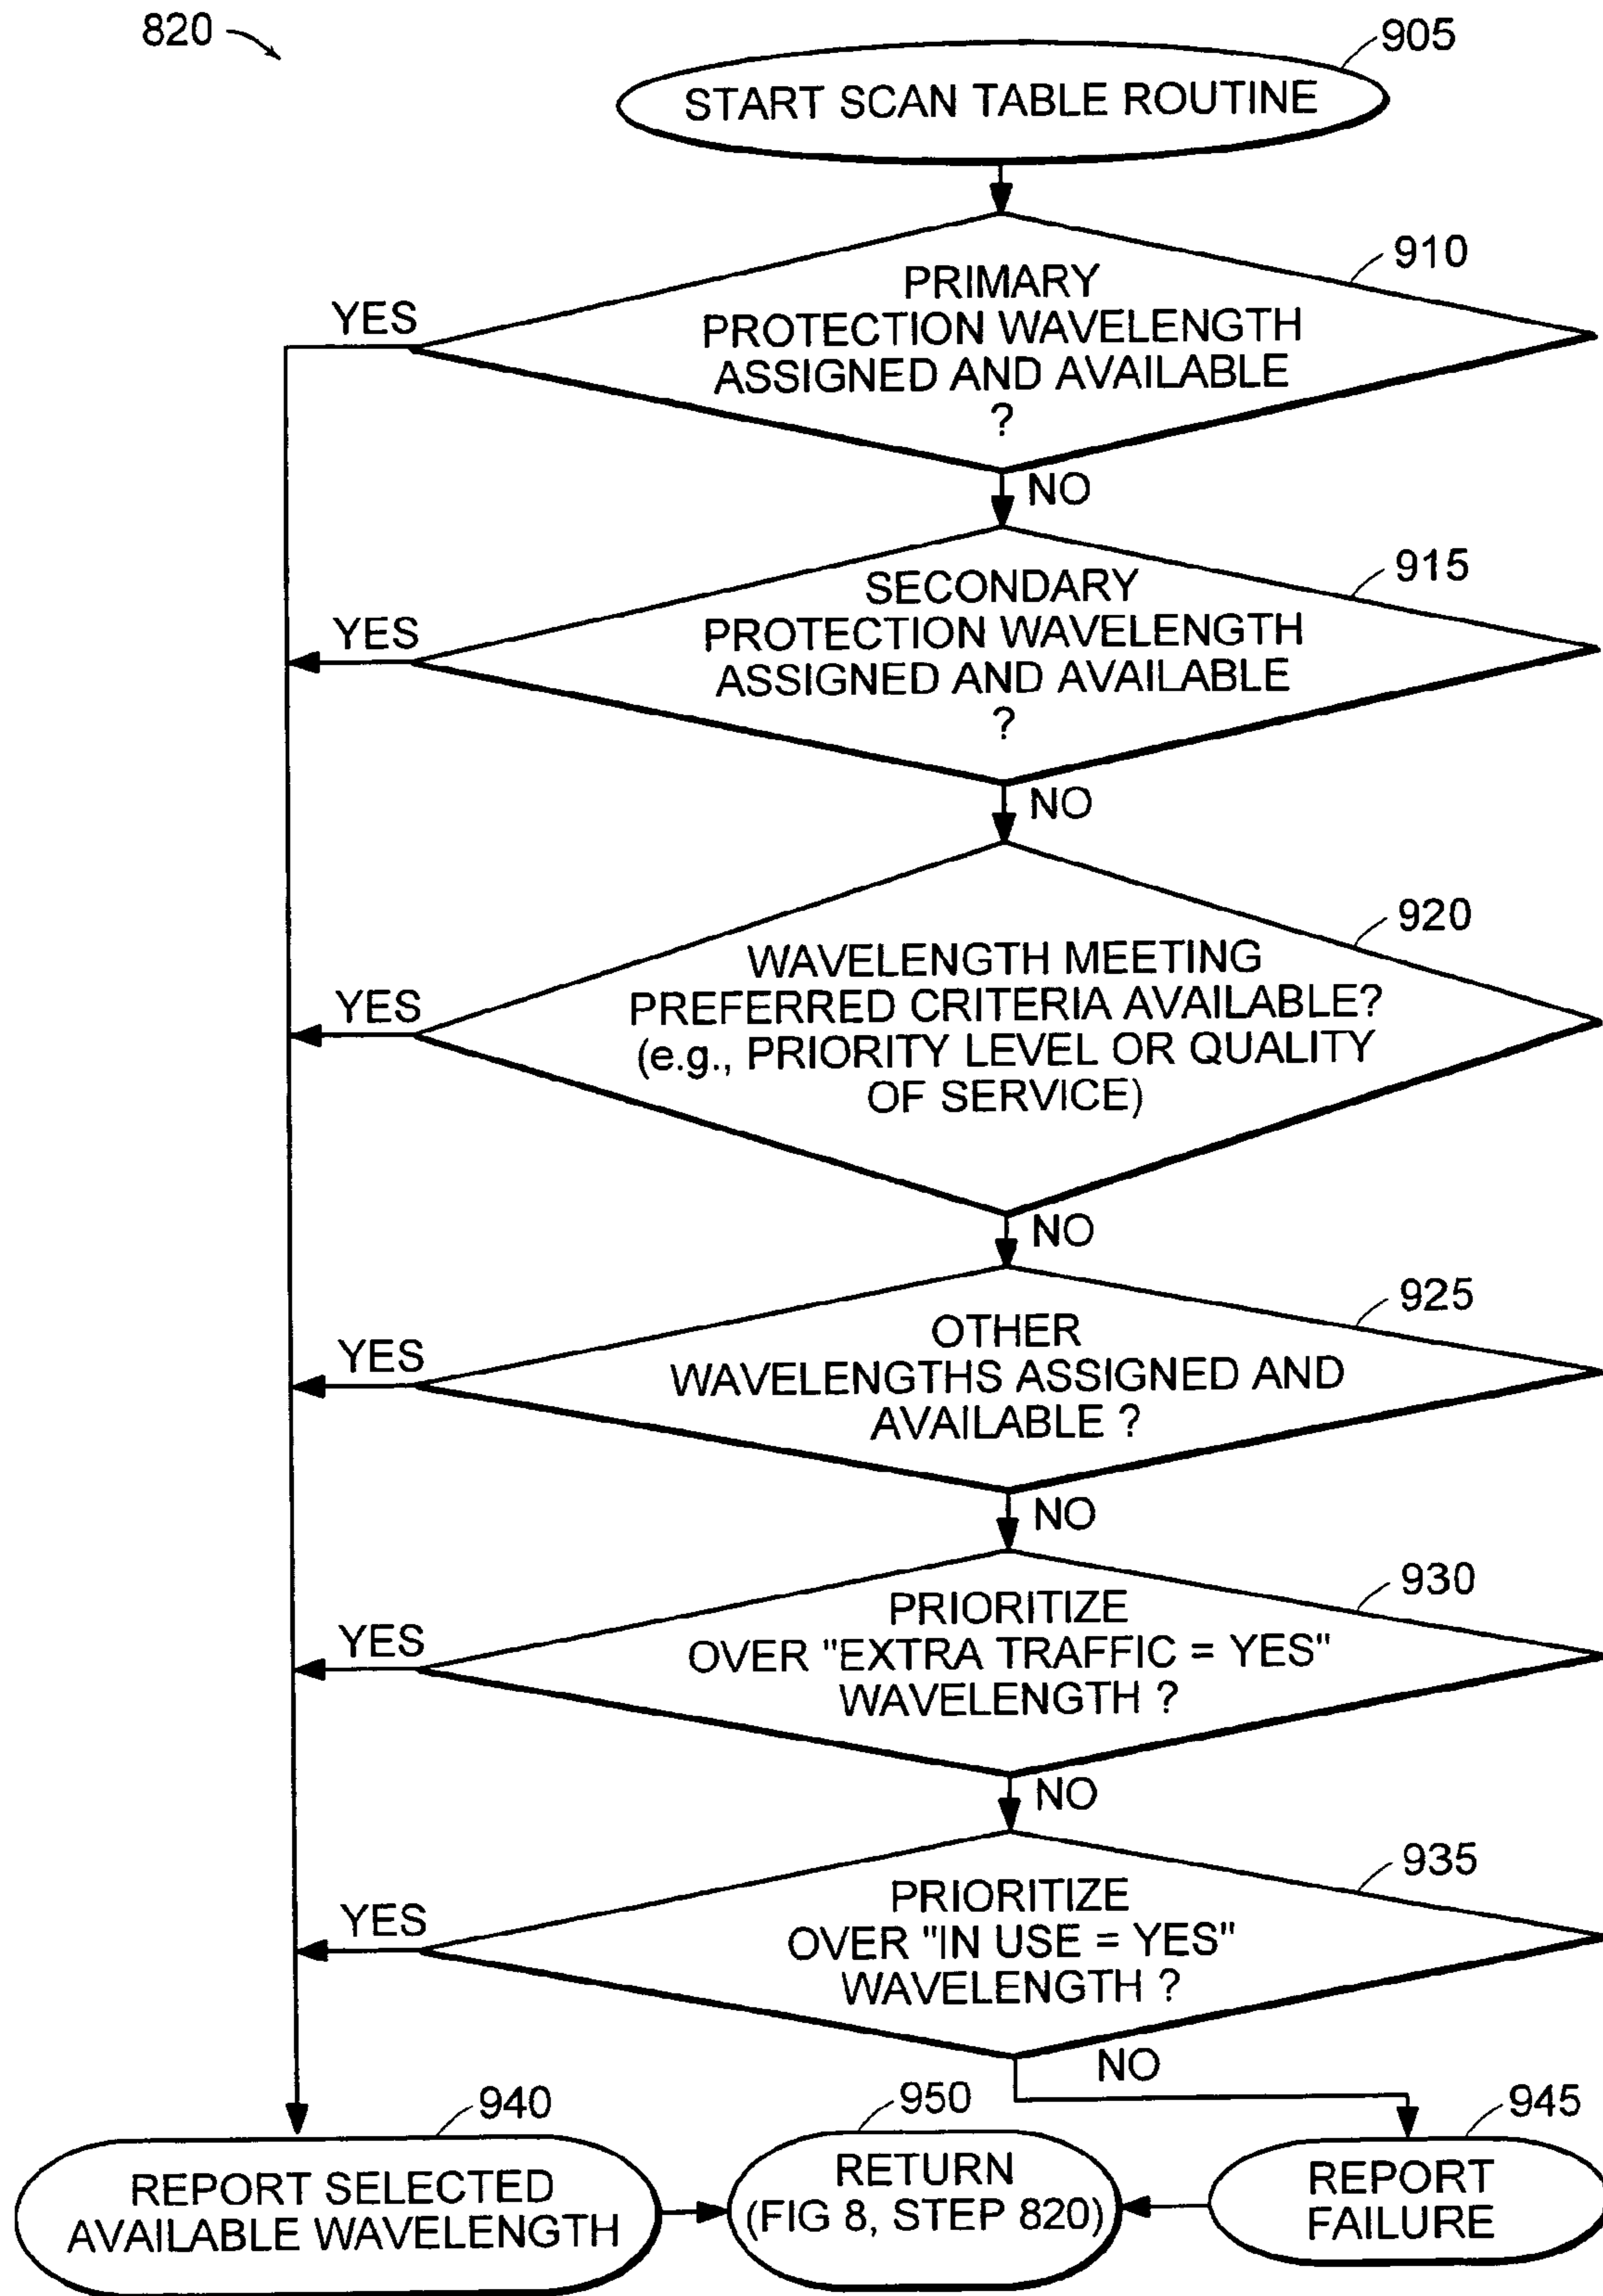 820
905
START SCAN TABLE ROUTINE
910
PRIMARY
PROTECTION WAVELENGTH
ASSIGNED AND AVAILABLE
?
YES
NO
915
SECONDARY
PROTECTION WAVELENGTH
ASSIGNED AND AVAILABLE
?
YES
NO
920
WAVELENGTH MEETING
PREFERRED CRITERIA AVAILABLE?
(e.g., PRIORITY LEVEL OR QUALITY
OF SERVICE)
YES
NO
925
OTHER
WAVELENGTHS ASSIGNED AND
AVAILABLE ?
YES
NO
930
PRIORITIZE
OVER "EXTRA TRAFFIC = YES"
WAVELENGTH ?
YES
NO
935
PRIORITIZE
OVER "IN USE = YES"
WAVELENGTH ?
YES
NO
940
REPORT SELECTED
AVAILABLE WAVELENGTH
950
RETURN
(FIG 8, STEP 820)
945
REPORT
FAILURE